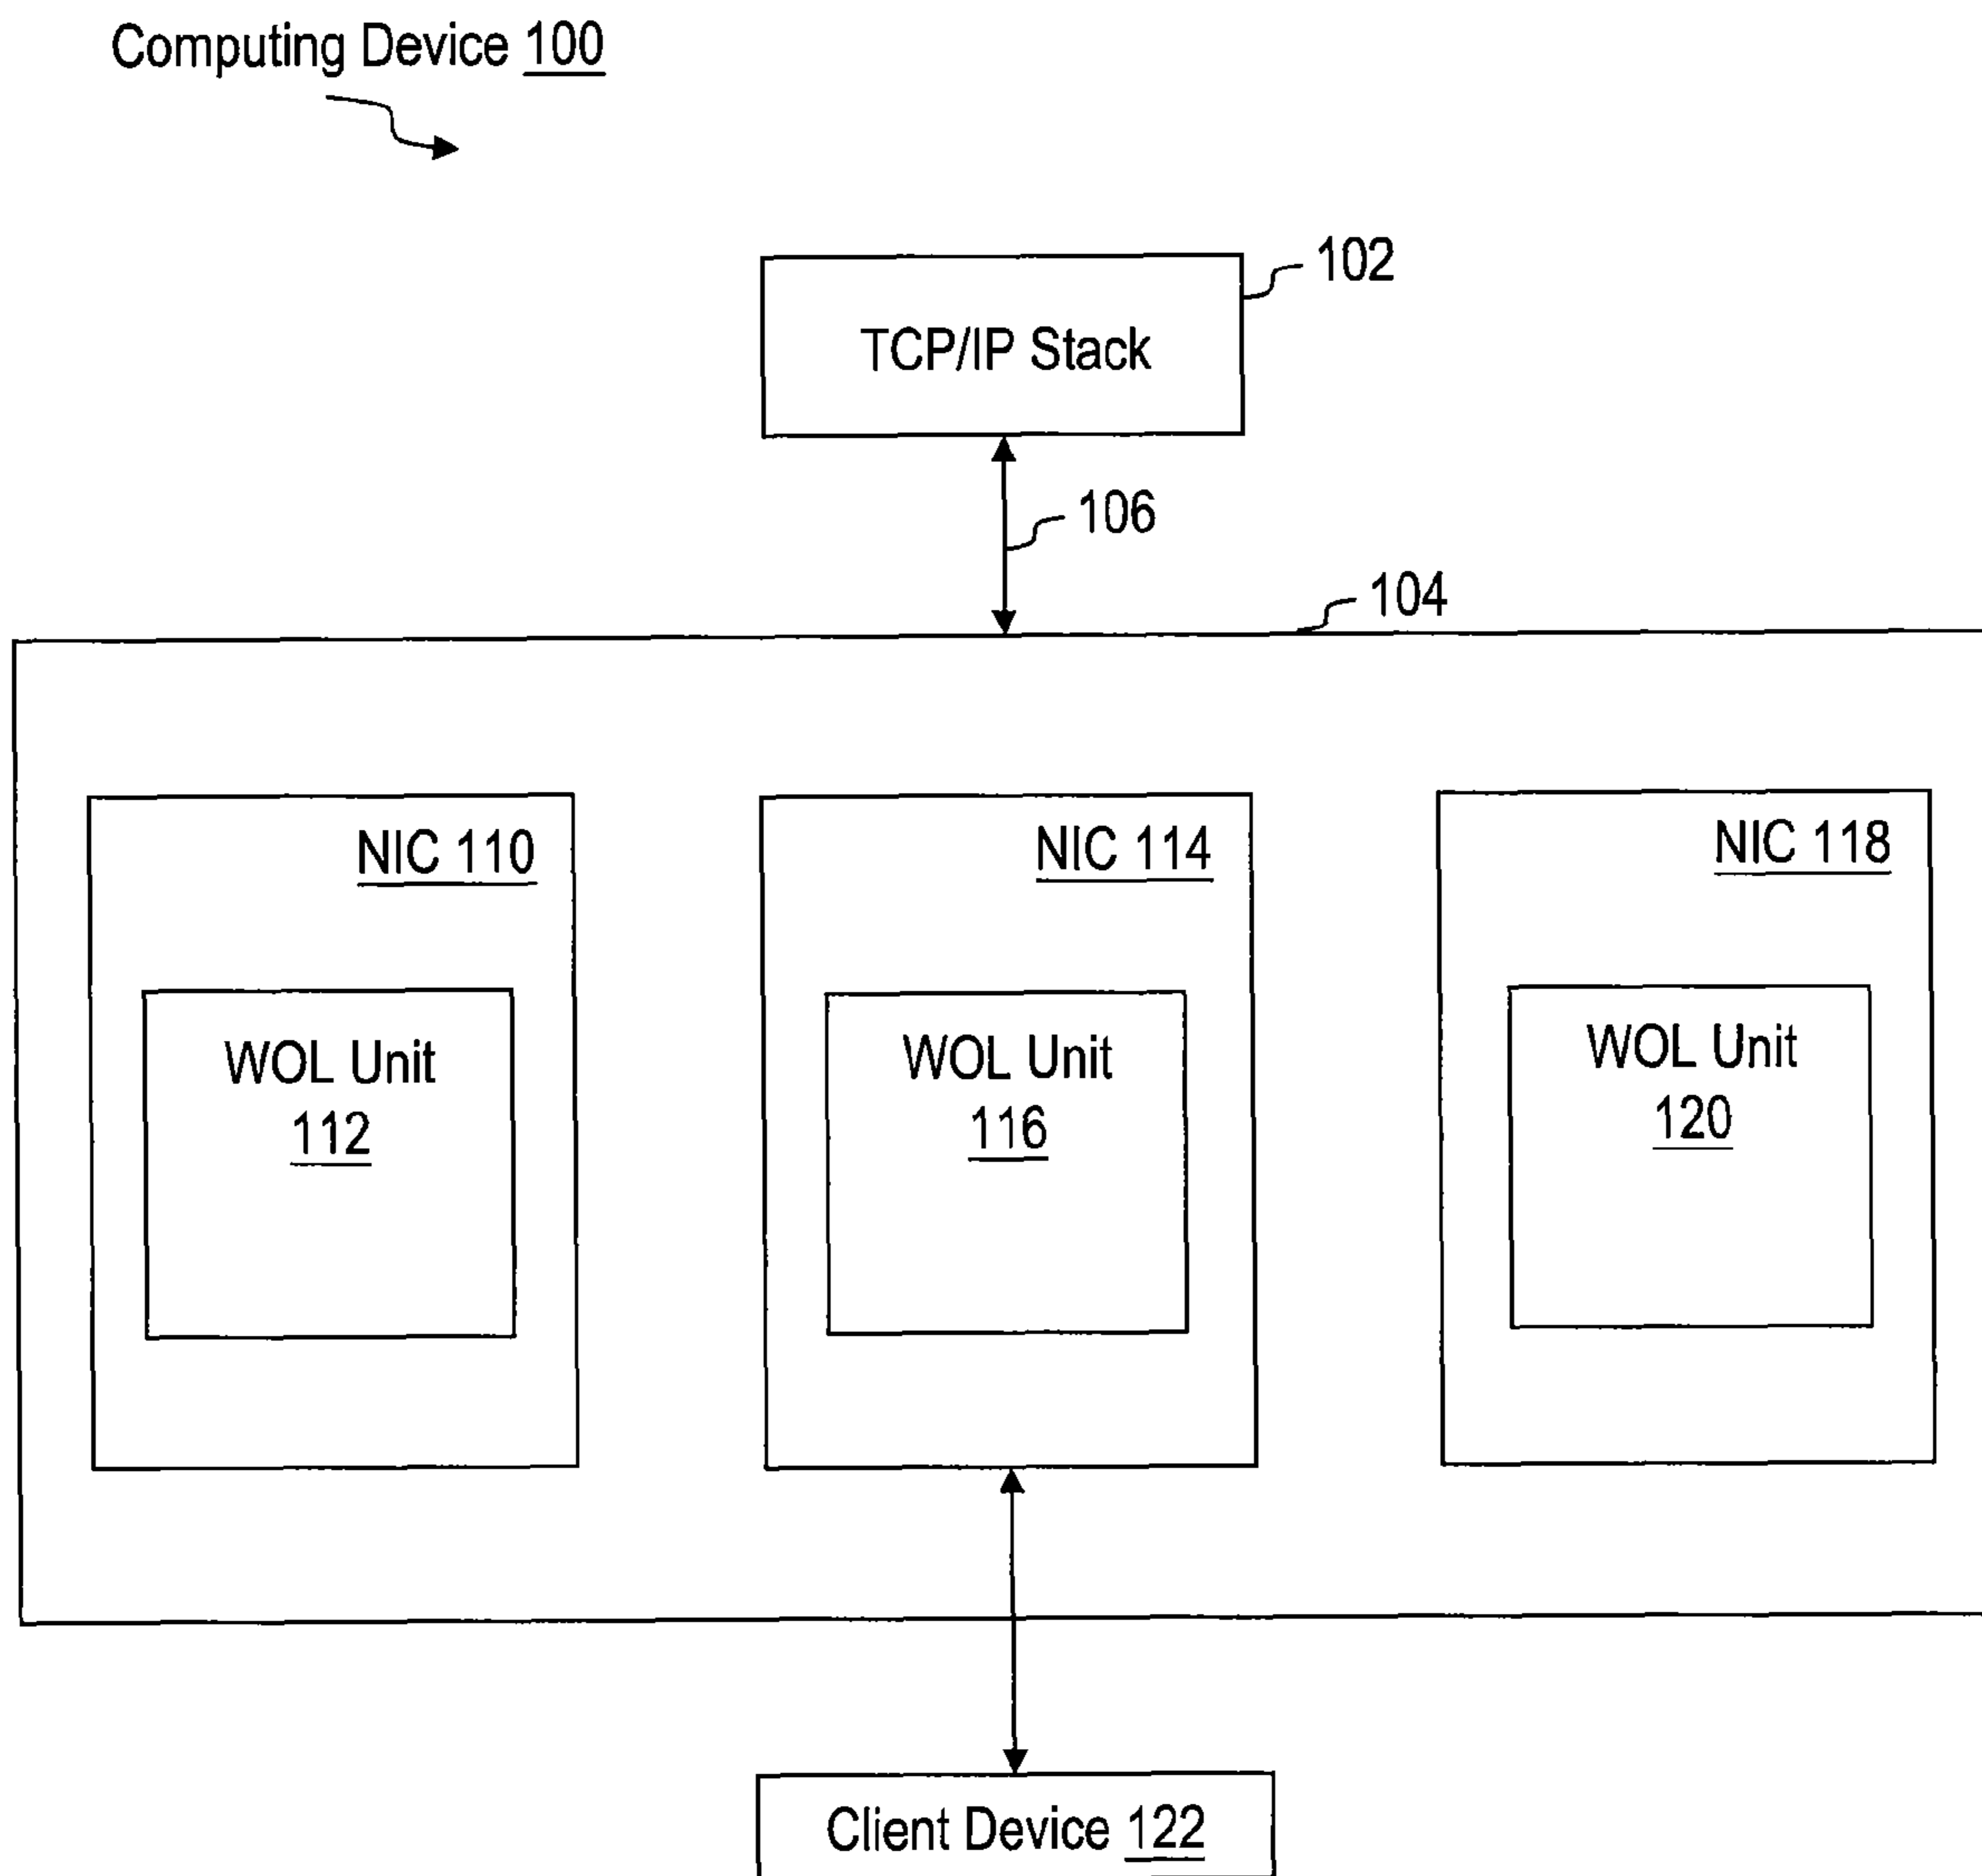 Computing Device 100
102
TCP/IP Stack
106
104
NIC 110
NIC 114
NIC 118
WOL Unit
112
WOL Unit
116
WOL Unit
120
Client Device 122